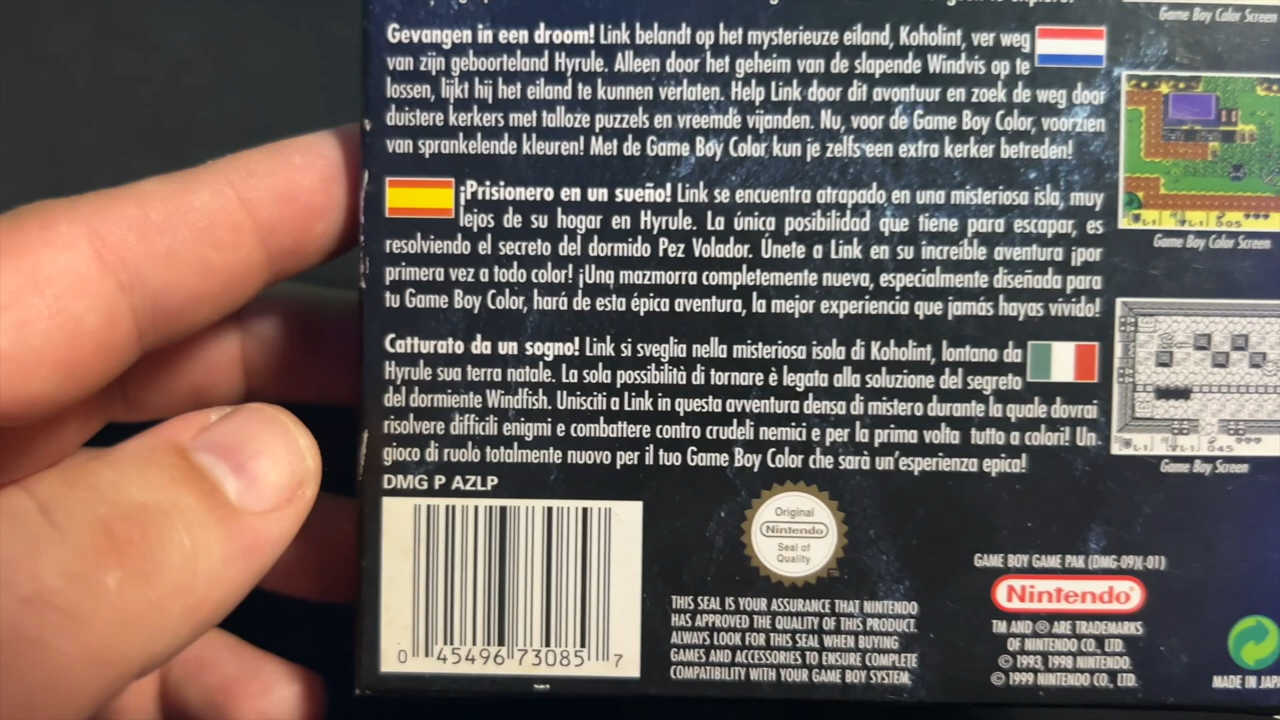 Game Boy Color Screen
Gevangen in een droom! Link belandt op het mysterieuze eiland, Koholint, ver weg
van zijn geboorteland Hyrule. Alleen door het geheim van de slapende Windvis op te
lossen, lijkt hij het eiland te kunnen verlaten. Help Link door dit avontuur en zoek de weg door
duistere kerkers met talloze puzzels en vreemde vijanden. Nu, voor de Game Boy Color, voorzien
van sprankelende kleuren! Met de Game Boy Color kun je zelfs een extra kerker betreden!
¡Prisionero en un sueño! Link se encuentra atrapado en una misteriosa isla, muy
lejos de su hogar en Hyrule. La única posibilidad que tiene para escapar, es
resolviendo el secreto del dormido Pez Volador. Únete a Link en su increíble aventura ¡por
primera vez a todo color! ¡Una mazmorra completamente nueva, especialmente diseñada para
tu Game Boy Color, hará de esta épica aventura, la mejor experiencia que jamás hayas vivido!
Game Boy Color Screen
Catturato da un sogno! Link si sveglia nella misteriosa isola di Koholint, lontano da
Hyrule sua terra natale. La sola possibilità di tornare è legata alla soluzione del segreto
del dormiente Windfish. Unisciti a Link in questa avventura densa di mistero durante la quale dovrai
risolvere difficili enigmi e combattere contro crudeli nemici e per la prima volta tutto a colori! Un
gioco di ruolo totalmente nuovo per il tuo Game Boy Color che sarà un'esperienza epica!
Game Boy Screen
DMG P AZLP
0 45496 73085 7
Original
Nintendo
Seal of
Quality
TM
THIS SEAL IS YOUR ASSURANCE THAT NINTENDO
HAS APPROVED THE QUALITY OF THIS PRODUCT.
ALWAYS LOOK FOR THIS SEAL WHEN BUYING
GAMES AND ACCESSORIES TO ENSURE COMPLETE
COMPATIBILITY WITH YOUR GAME BOY SYSTEM.
GAME BOY GAME PAK (DMG-09)(-01)
Nintendo®
TM AND ® ARE TRADEMARKS
OF NINTENDO CO., LTD.
© 1993, 1998 NINTENDO.
© 1999 NINTENDO CO., LTD.
MADE IN JAP